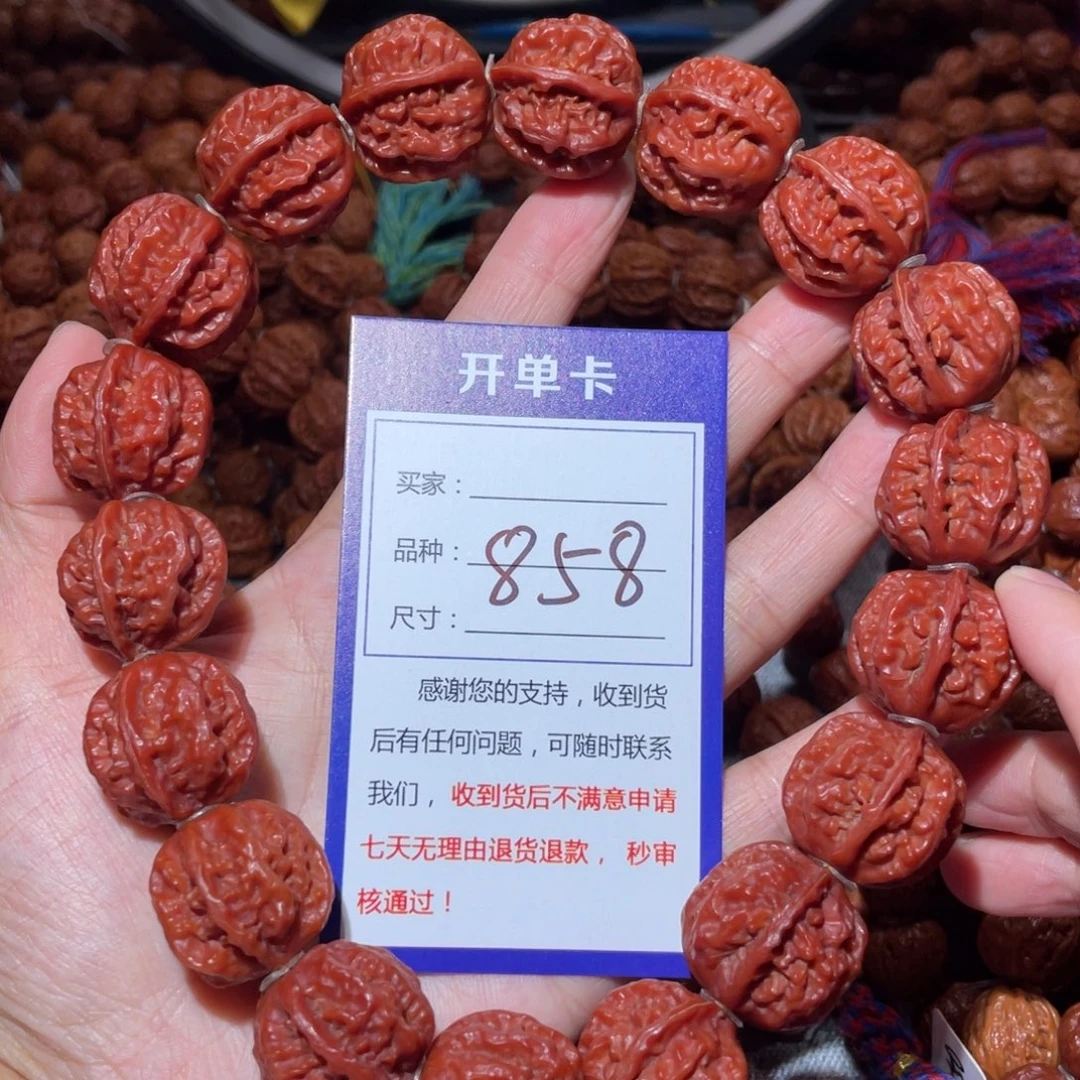 开单卡
买家：
品种：858
尺寸：
感谢您的支持，收到货
后有任何问题，可随时联系
我们，收到货后不满意申请
七天无理由退货退款，秒审
核通过！